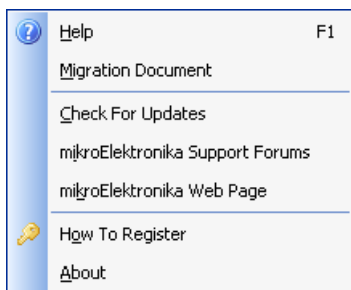 Help F1
Migration Document
Check For Updates
mikroElektronika Support Forums
mikroElektronika Web Page
How To Register
About